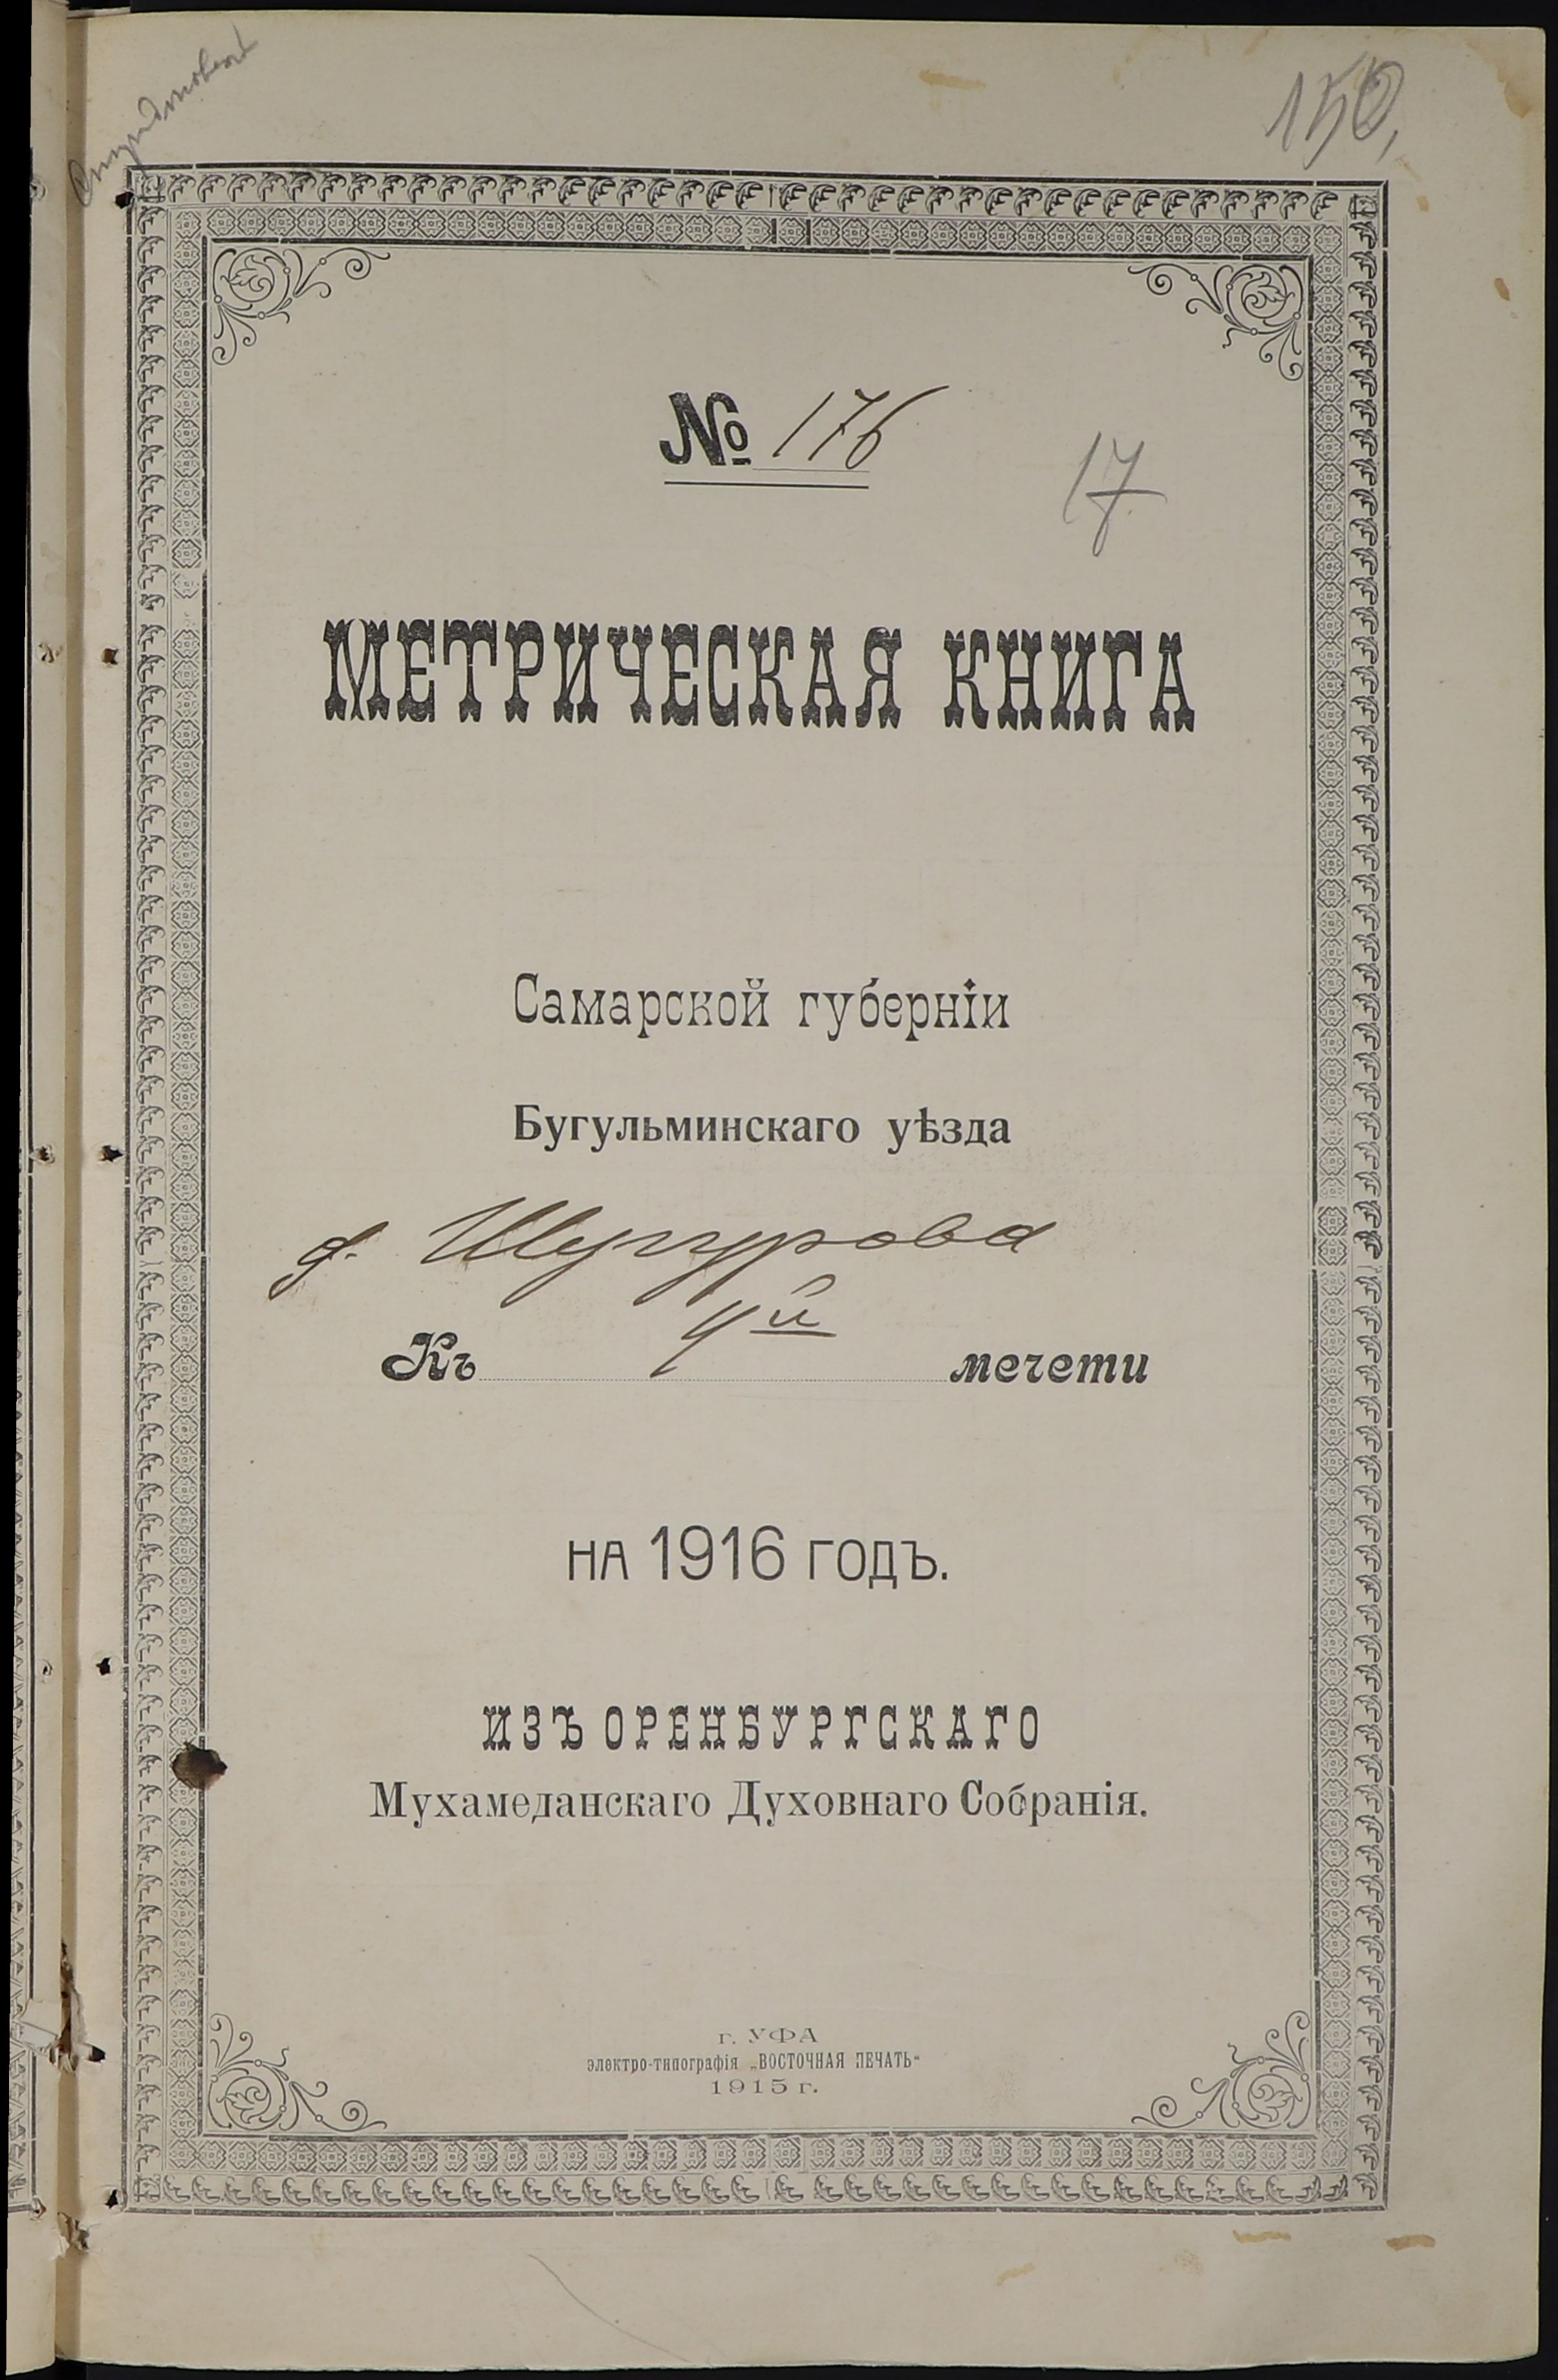 150,
№ 176
17
МЕТРИЧЕСКАЯ КНИГА
Самарской губернiи
Бугульминскаго уѣзда
д. Шугурова
Къ 4й мечети
НА 1916 ГОДЪ.
ИЗЪ ОРЕНБУРГСКАГО
Мухамеданскаго Духовнаго Собранiя.
г. УФА
электро-типографiя „ВОСТОЧНАЯ ПЕЧАТЬ“
1915 г.